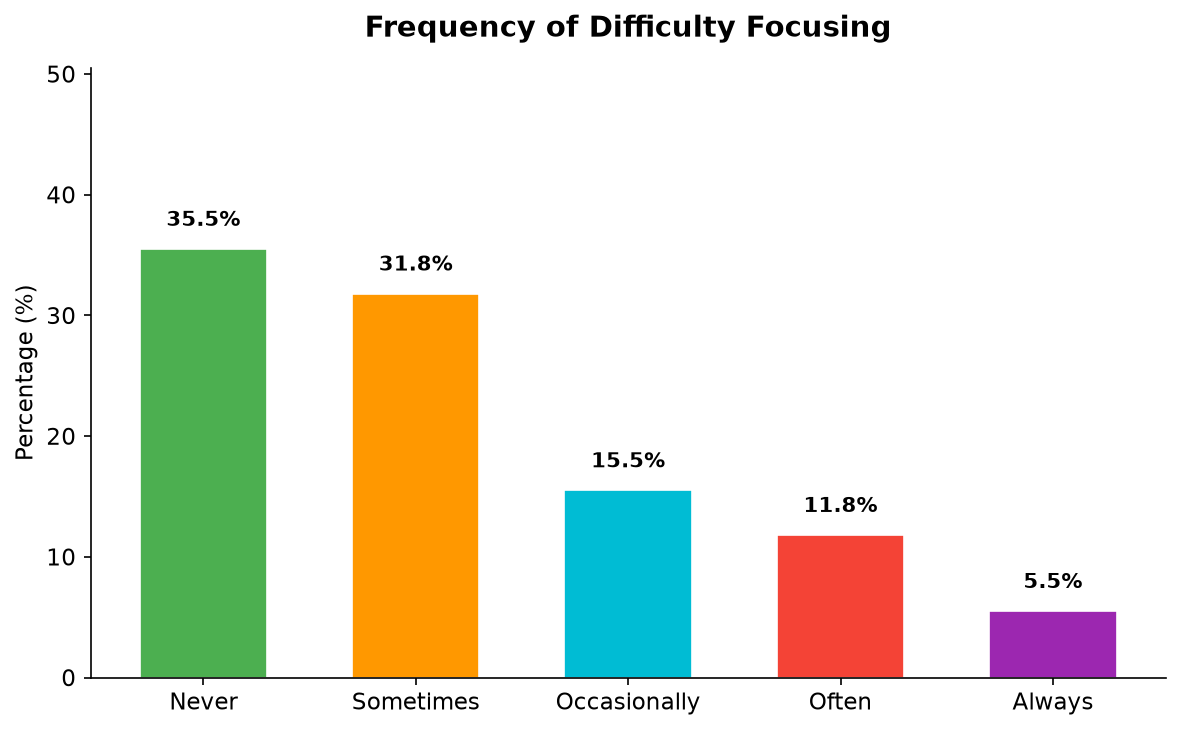 Frequency of Difficulty Focusing
Percentage (%)
50
40
30
20
10
0
35.5%
31.8%
15.5%
11.8%
5.5%
Never
Sometimes
Occasionally
Often
Always